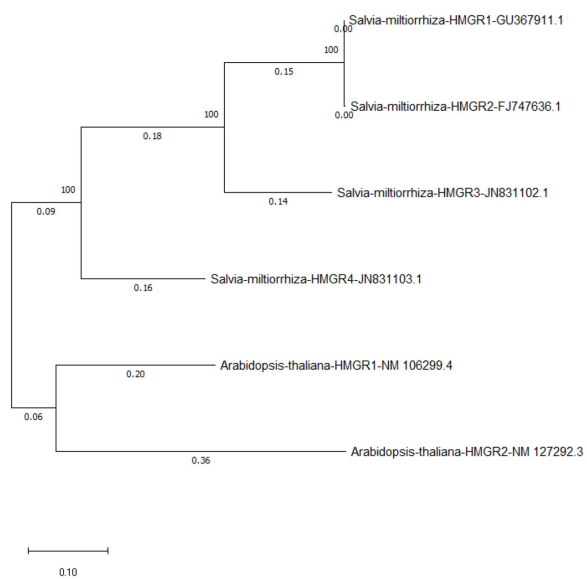 Salvia-miltiorrhiza-HMGR1-GU367911.1
0.00
100
0.15
Salvia-miltiorrhiza-HMGR2-FJ747636.1
0.00
100
0.18
Salvia-miltiorrhiza-HMGR3-JN831102.1
0.14
100
0.09
Salvia-miltiorrhiza-HMGR4-JN831103.1
0.16
Arabidopsis-thaliana-HMGR1-NM 106299.4
0.20
0.06
Arabidopsis-thaliana-HMGR2-NM 127292.3
0.36
0.10